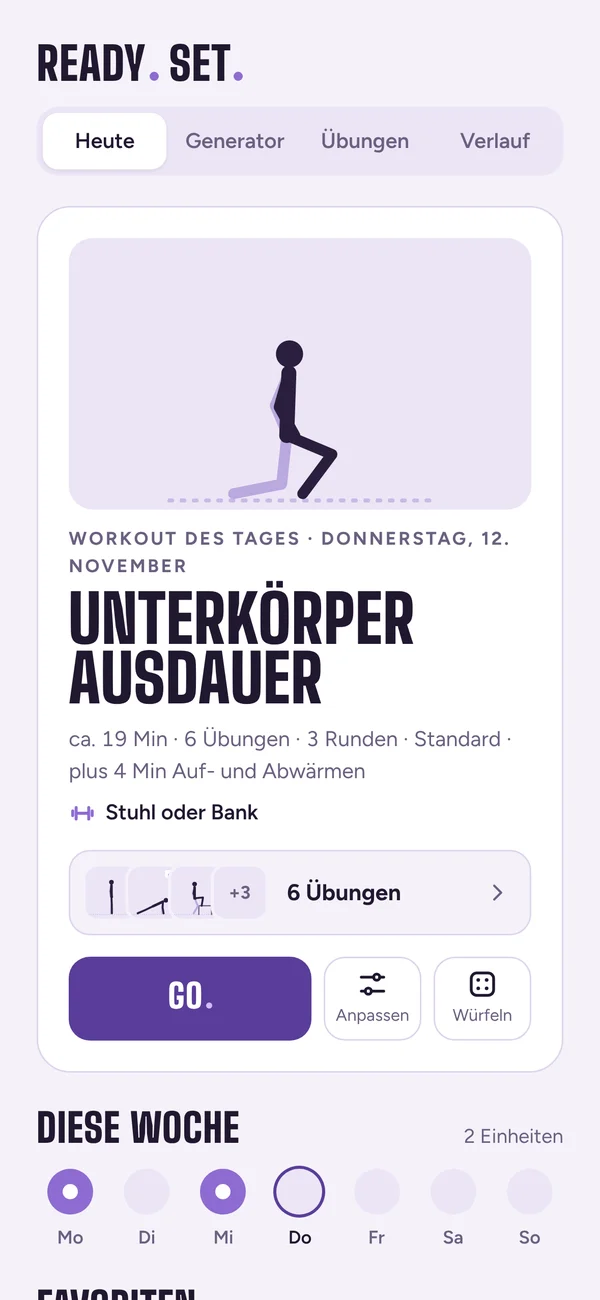 READY. SET.
Heute Generator Übungen Verlauf
WORKOUT DES TAGES · DONNERSTAG, 12.
NOVEMBER
UNTERKÖRPER
AUSDAUER
ca. 19 Min · 6 Übungen · 3 Runden · Standard ·
plus 4 Min Auf- und Abwärmen
Stuhl oder Bank
+3 6 Übungen
GO.
Anpassen
Würfeln
DIESE WOCHE
2 Einheiten
Mo Di Mi Do Fr Sa So
FAVORITEN